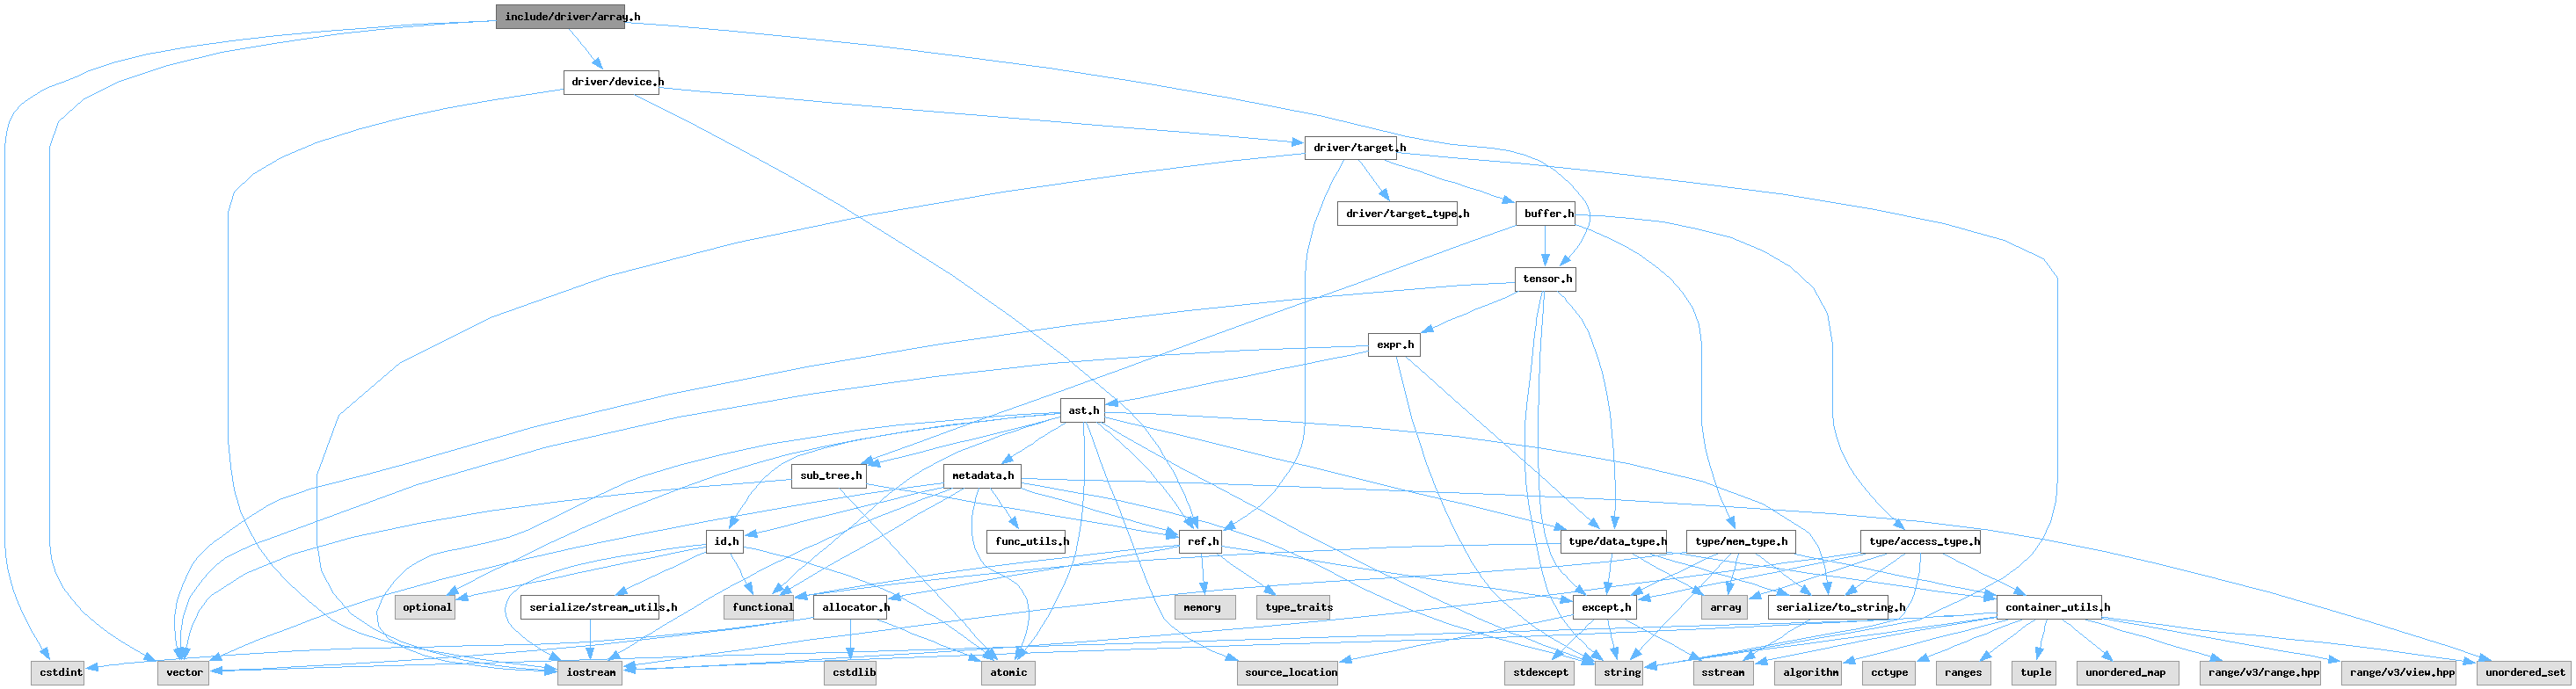 include/driver/array.h
driver/device.h
driver/target.h
driver/target_type.h
buffer.h
tensor.h
expr.h
ast.h
sub_tree.h
metadata.h
id.h
func_utils.h
ref.h
type/data_type.h
type/mem_type.h
type/access_type.h
optional
serialize/stream_utils.h
functional
allocator.h
memory
type_traits
except.h
array
serialize/to_string.h
container_utils.h
cstdint
vector
iostream
cstdlib
atomic
source_location
stdexcept
string
sstream
algorithm
cctype
ranges
tuple
unordered_map
range/v3/range.hpp
range/v3/view.hpp
unordered_set